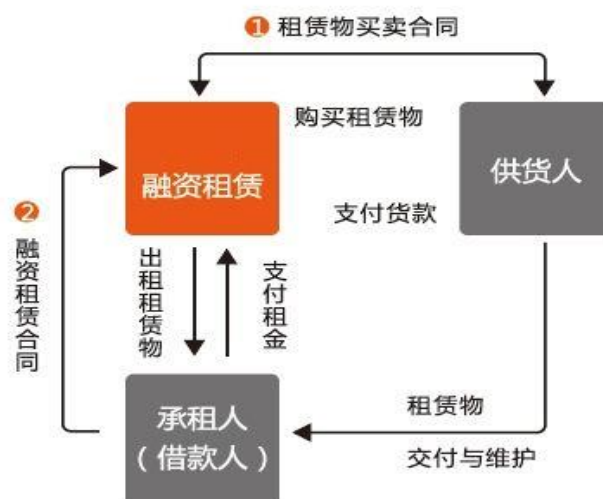 1 租赁物买卖合同
购买租赁物
融资租赁
供货人
支付货款
2
融资租赁合同
出租租赁物
支付租金
承租人
（借款人）
租赁物
交付与维护